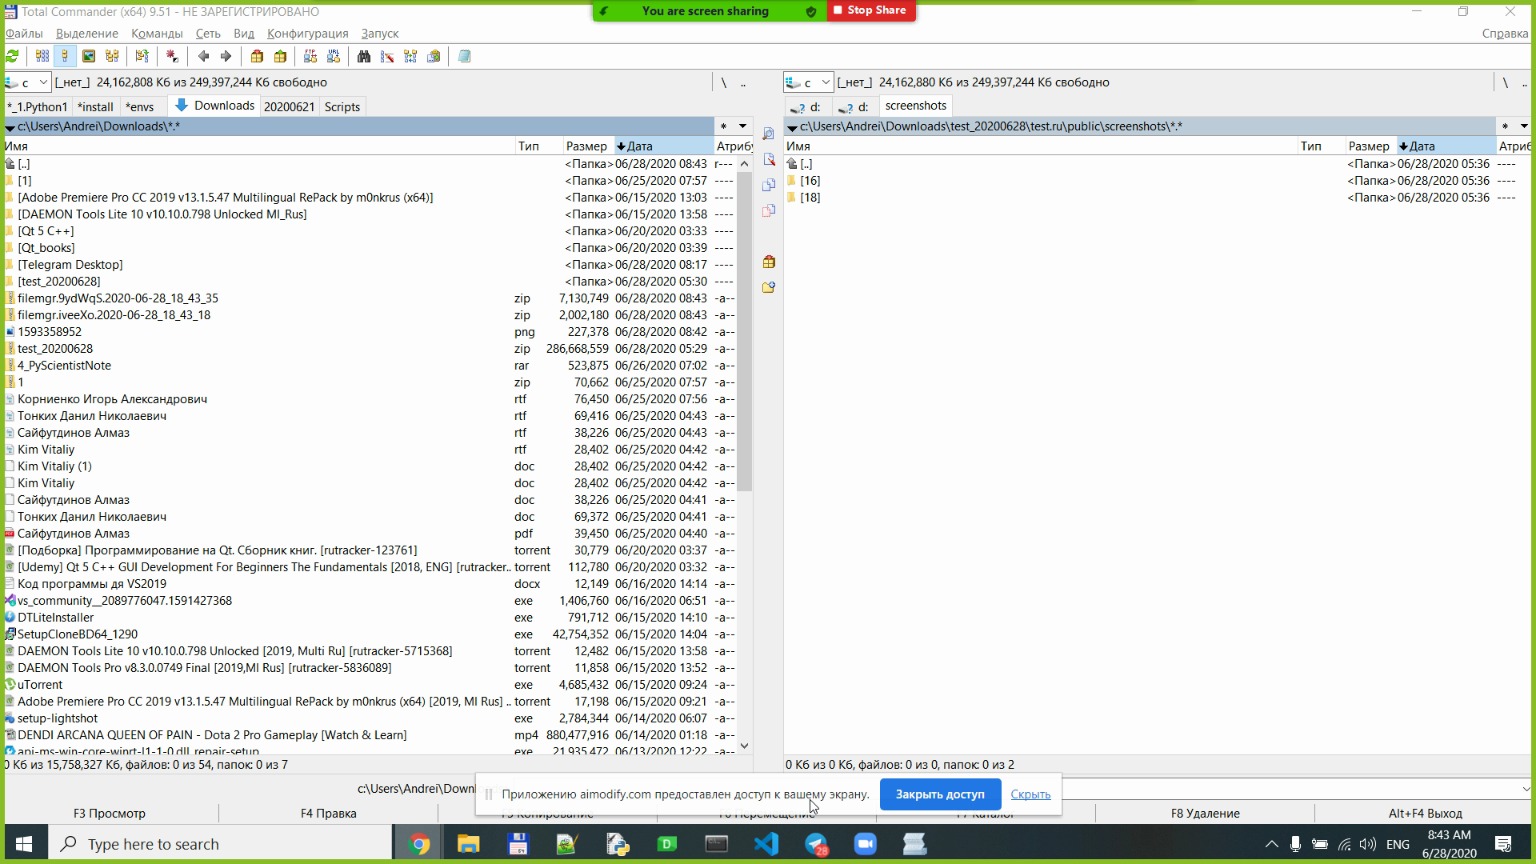 Total Commander (x64) 9.51 - НЕ ЗАРЕГИСТРИРОВАНО
You are screen sharing
Stop Share
Файлы Выделение Команды Сеть Вид Конфигурация Запуск Справка
c [_нет_] 24,162,808 Кб из 249,397,244 Кб свободно \ ..
c [_нет_] 24,162,880 Кб из 249,397,244 Кб свободно \ ..
*_1.Python1 *install *envs Downloads 20200621 Scripts
d: d: screenshots
c:\Users\Andrei\Downloads\*.*
c:\Users\Andrei\Downloads\test_20200628\test.ru\public\screenshots\*.*
Имя Тип Размер Дата Атрибу
Имя Тип Размер Дата Атриб
[..] <Папка> 06/28/2020 08:43 r---
[..] <Папка> 06/28/2020 05:36 ----
[1] <Папка> 06/25/2020 07:57 ----
[16] <Папка> 06/28/2020 05:36 ----
[Adobe Premiere Pro CC 2019 v13.1.5.47 Multilingual RePack by m0nkrus (x64)] <Папка> 06/15/2020 13:03 ----
[18] <Папка> 06/28/2020 05:36 ----
[DAEMON Tools Lite 10 v10.10.0.798 Unlocked MI_Rus] <Папка> 06/15/2020 13:58 ----
[Qt 5 C++] <Папка> 06/20/2020 03:33 ----
[Qt_books] <Папка> 06/20/2020 03:39 ----
[Telegram Desktop] <Папка> 06/28/2020 08:17 ----
[test_20200628] <Папка> 06/28/2020 05:30 ----
filemgr.9ydWqS.2020-06-28_18_43_35 zip 7,130,749 06/28/2020 08:43 -a--
filemgr.iveeXo.2020-06-28_18_43_18 zip 2,002,180 06/28/2020 08:43 -a--
1593358952 png 227,378 06/28/2020 08:42 -a--
test_20200628 zip 286,668,559 06/28/2020 05:29 -a--
4_PyScientistNote rar 523,875 06/26/2020 07:02 -a--
1 zip 70,662 06/25/2020 07:57 -a--
Корниенко Игорь Александрович rtf 76,450 06/25/2020 07:56 -a--
Тонких Данил Николаевич rtf 69,416 06/25/2020 04:43 -a--
Сайфутдинов Алмаз rtf 38,226 06/25/2020 04:43 -a--
Kim Vitaliy rtf 28,402 06/25/2020 04:42 -a--
Kim Vitaliy (1) doc 28,402 06/25/2020 04:42 -a--
Kim Vitaliy doc 28,402 06/25/2020 04:42 -a--
Сайфутдинов Алмаз doc 38,226 06/25/2020 04:41 -a--
Тонких Данил Николаевич doc 69,372 06/25/2020 04:41 -a--
Сайфутдинов Алмаз pdf 39,450 06/25/2020 04:40 -a--
[Подборка] Программирование на Qt. Сборник книг. [rutracker-123761] torrent 30,779 06/20/2020 03:37 -a--
[Udemy] Qt 5 C++ GUI Development For Beginners The Fundamentals [2018, ENG] [rutracker.. torrent 112,780 06/20/2020 03:32 -a--
Код программы дя VS2019 docx 12,149 06/16/2020 14:14 -a--
vs_community__2089776047.1591427368 exe 1,406,760 06/16/2020 06:51 -a--
DTLiteInstaller exe 791,712 06/15/2020 14:10 -a--
SetupCloneBD64_1290 exe 42,754,352 06/15/2020 14:04 -a--
DAEMON Tools Lite 10 v10.10.0.798 Unlocked [2019, Multi Ru] [rutracker-5715368] torrent 12,482 06/15/2020 13:58 -a--
DAEMON Tools Pro v8.3.0.0749 Final [2019,MI Rus] [rutracker-5836089] torrent 11,858 06/15/2020 13:52 -a--
uTorrent exe 4,685,432 06/15/2020 09:24 -a--
Adobe Premiere Pro CC 2019 v13.1.5.47 Multilingual RePack by m0nkrus (x64) [2019, MI Rus] .. torrent 17,198 06/15/2020 09:21 -a--
setup-lightshot exe 2,784,344 06/14/2020 06:07 -a--
DENDI ARCANA QUEEN OF PAIN - Dota 2 Pro Gameplay [Watch & Learn] mp4 880,477,916 06/14/2020 01:18 -a--
api-ms-win-core-winrt-l1-1-0.dll_repair-setup exe 21,935,472 06/13/2020 12:22 -a--
0 Кб из 15,758,327 Кб, файлов: 0 из 54, папок: 0 из 7
0 Кб из 0 Кб, файлов: 0 из 0, папок: 0 из 2
c:\Users\Andrei\Down
Приложению aimodify.com предоставлен доступ к вашему экрану. Закрыть доступ Скрыть
F3 Просмотр F4 Правка F5 Копирование F6 Перемещение F7 Каталог F8 Удаление Alt+F4 Выход
Type here to search
28
ENG
8:43 AM
6/28/2020